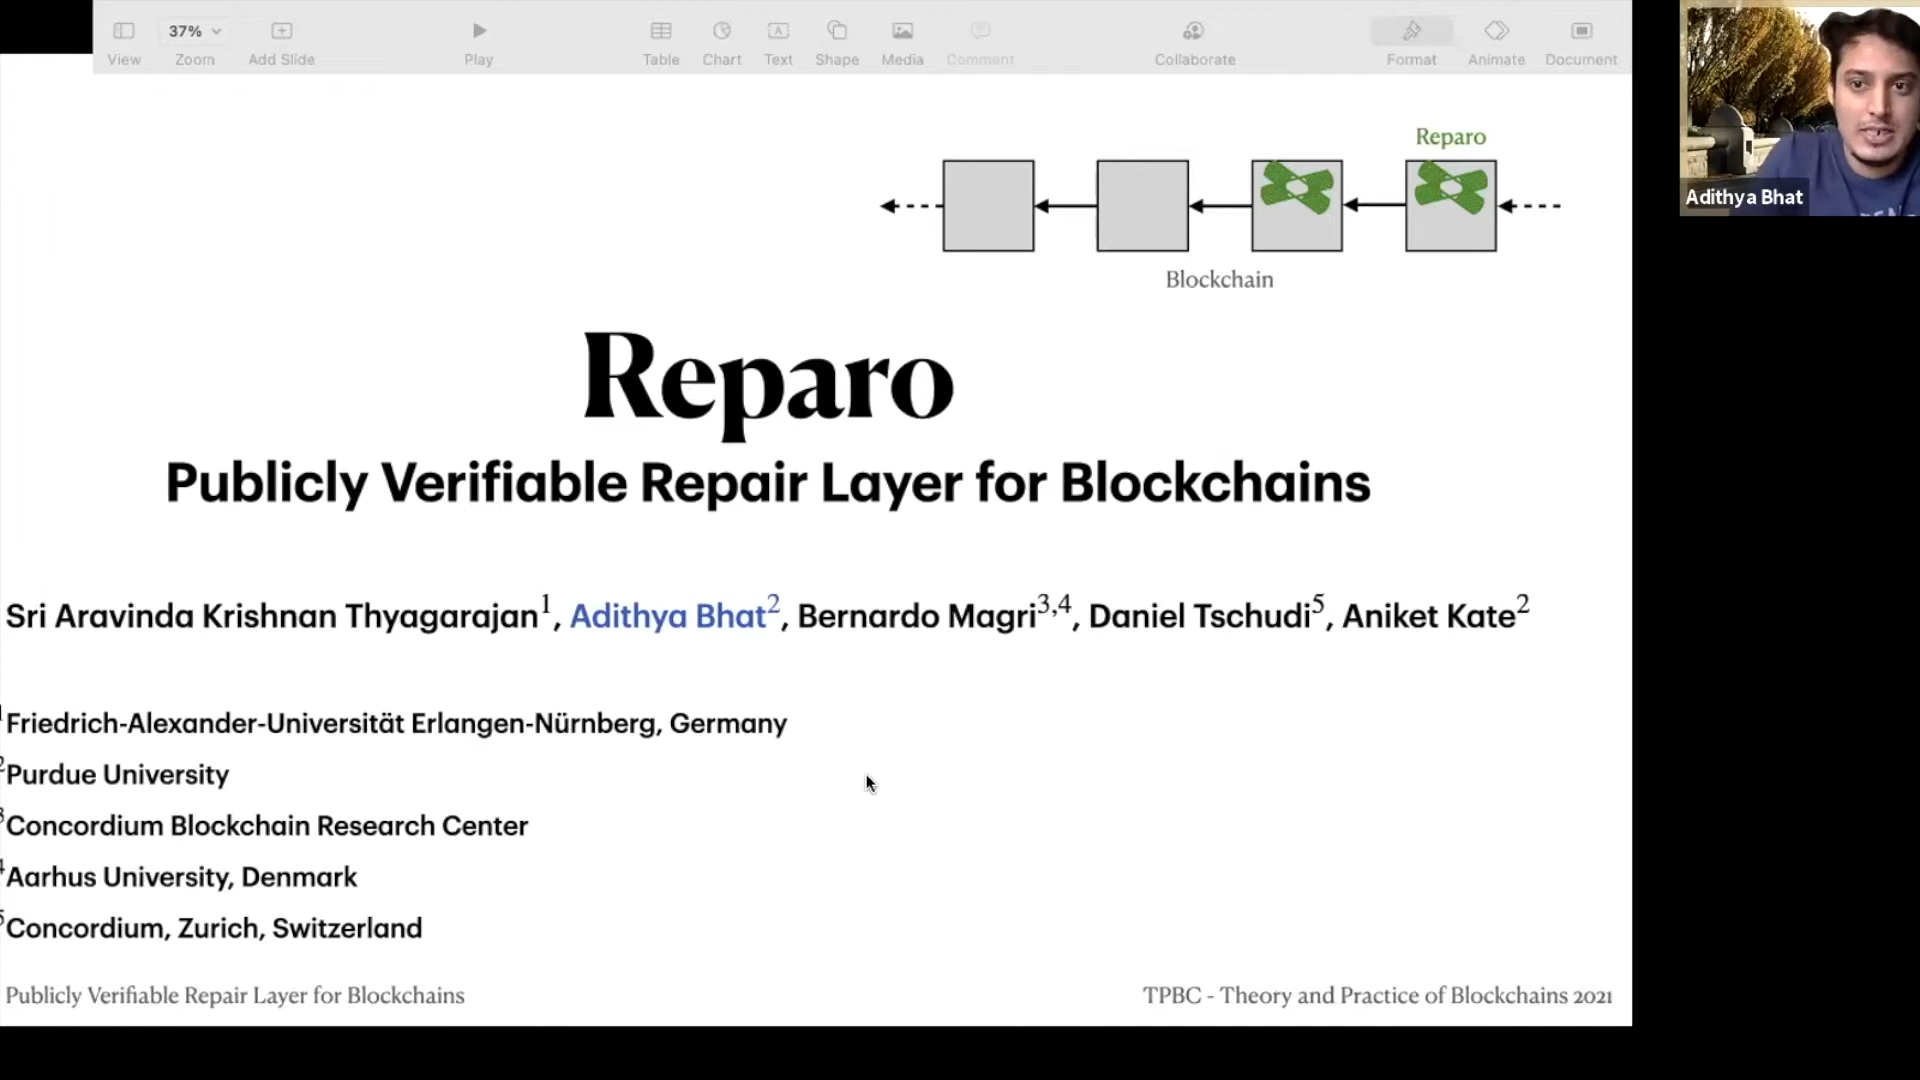 37%
View Zoom Add Slide Play Table Chart Text Shape Media Comment Collaborate Format Animate Document
Adithya Bhat
Reparo
Blockchain
Reparo
Publicly Verifiable Repair Layer for Blockchains
Sri Aravinda Krishnan Thyagarajan1, Adithya Bhat2, Bernardo Magri3,4, Daniel Tschudi5, Aniket Kate2
Friedrich-Alexander-Universität Erlangen-Nürnberg, Germany
2Purdue University
3Concordium Blockchain Research Center
4Aarhus University, Denmark
5Concordium, Zurich, Switzerland
Publicly Verifiable Repair Layer for Blockchains
TPBC - Theory and Practice of Blockchains 2021